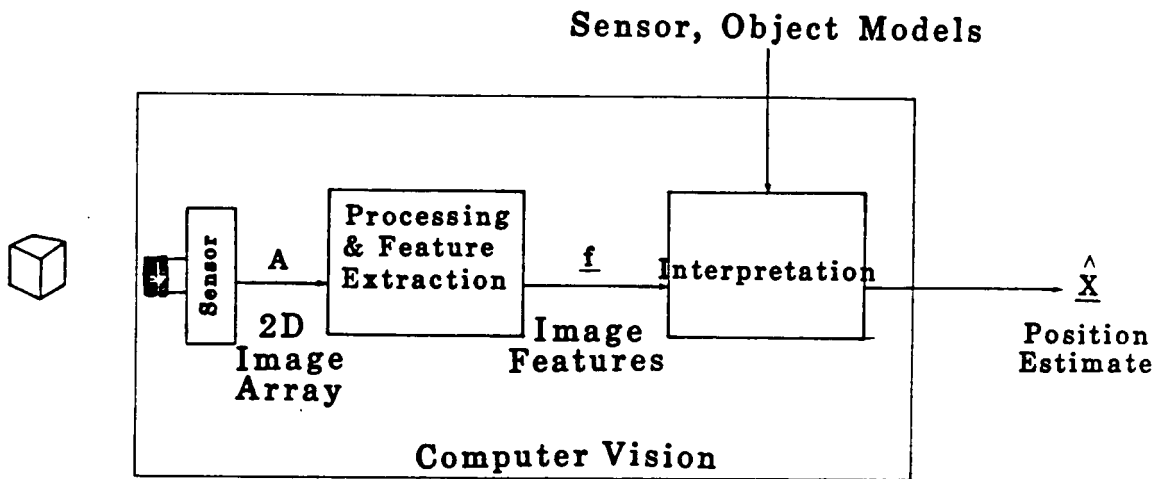 Sensor, Object Models
Sensor
A
2D
Image
Array
Processing
& Feature
Extraction
f
Image
Features
Interpretation
X̂
Position
Estimate
Computer Vision